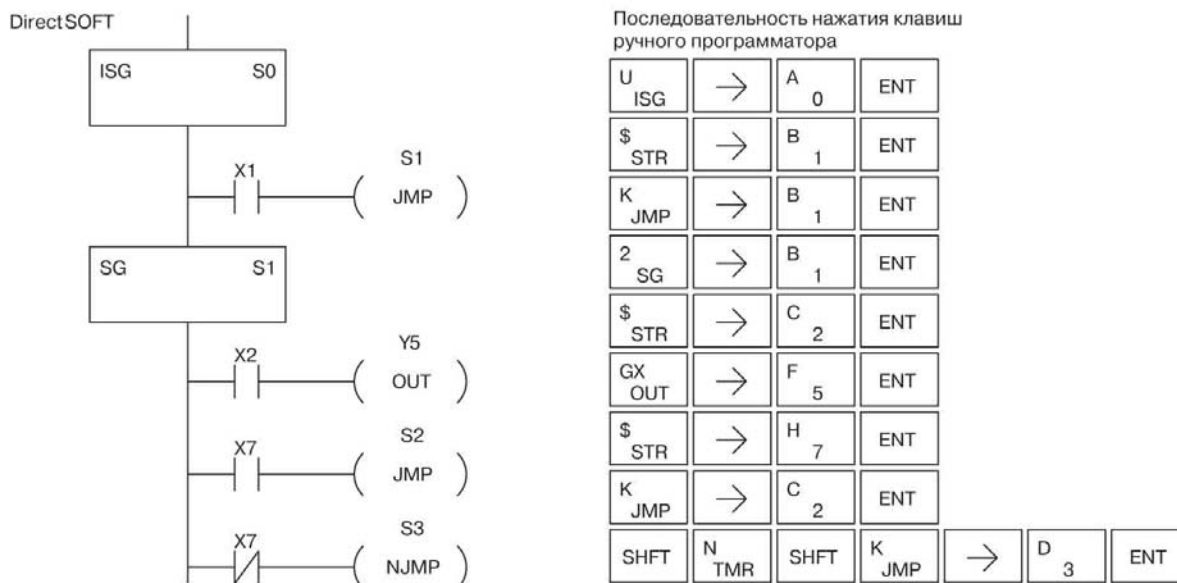 DirectSOFT
ISG S0
X1
S1
JMP
SG S1
X2
Y5
OUT
X7
S2
JMP
X7
S3
NJMP
Последовательность нажатия клавиш
ручного программатора
U ISG → A 0 ENT
$ STR → B 1 ENT
K JMP → B 1 ENT
2 SG → B 1 ENT
$ STR → C 2 ENT
GX OUT → F 5 ENT
$ STR → H 7 ENT
K JMP → C 2 ENT
SHFT N TMR SHFT K JMP → D 3 ENT